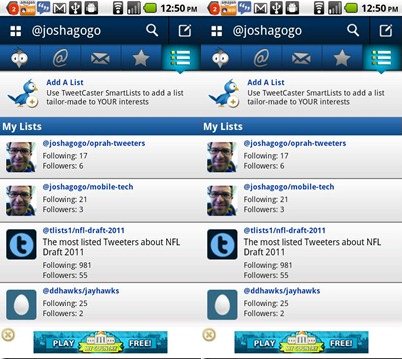 12:50 PM
@joshagogo
Add A List
Use TweetCaster SmartLists to add a list
tailor-made to YOUR interests
My Lists
@joshagogo/oprah-tweeters
Following: 17
Followers: 6
@joshagogo/mobile-tech
Following: 21
Followers: 3
@tlists1/nfl-draft-2011
The most listed Tweeters about NFL
Draft 2011
Following: 981
Followers: 55
@ddhawks/jayhawks
Following: 25
Followers: 2
PLAY MY COUNTRY FREE!
12:50 PM
@joshagogo
Add A List
Use TweetCaster SmartLists to add a list
tailor-made to YOUR interests
My Lists
@joshagogo/oprah-tweeters
Following: 17
Followers: 6
@joshagogo/mobile-tech
Following: 21
Followers: 3
@tlists1/nfl-draft-2011
The most listed Tweeters about NFL
Draft 2011
Following: 981
Followers: 55
@ddhawks/jayhawks
Following: 25
Followers: 2
PLAY MY COUNTRY FREE!